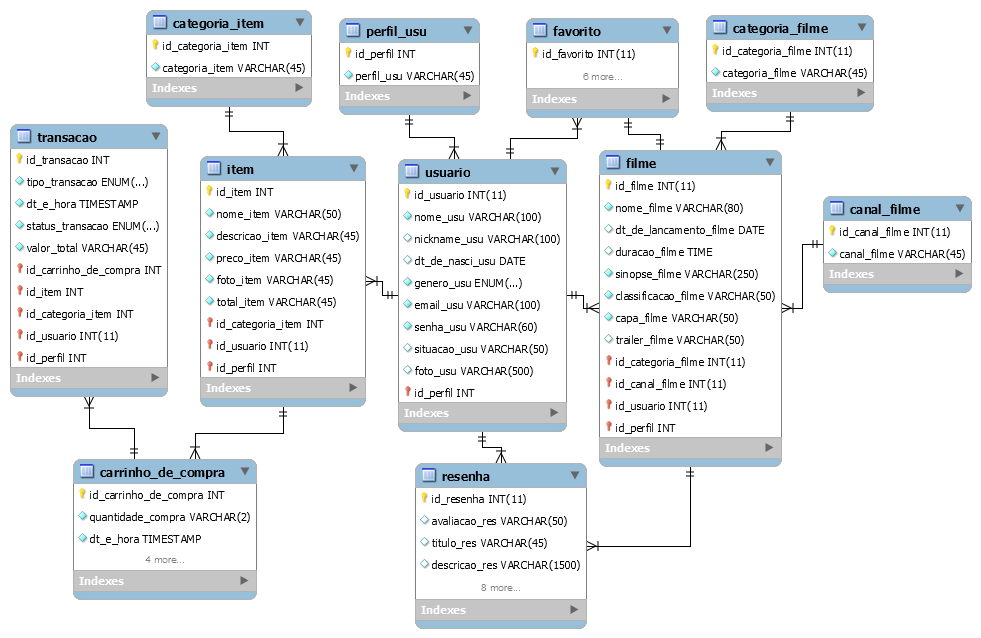 categoria_item
id_categoria_item INT
categoria_item VARCHAR(45)
Indexes
perfil_usu
id_perfil INT
perfil_usu VARCHAR(45)
Indexes
favorito
id_favorito INT(11)
6 more...
Indexes
categoria_filme
id_categoria_filme INT(11)
categoria_filme VARCHAR(45)
Indexes
transacao
id_transacao INT
tipo_transacao ENUM(...)
dt_e_hora TIMESTAMP
status_transacao ENUM(...)
valor_total VARCHAR(45)
id_carrinho_de_compra INT
id_item INT
id_categoria_item INT
id_usuario INT(11)
id_perfil INT
Indexes
item
id_item INT
nome_item VARCHAR(50)
descricao_item VARCHAR(45)
preco_item VARCHAR(45)
foto_item VARCHAR(45)
total_item VARCHAR(45)
id_categoria_item INT
id_usuario INT(11)
id_perfil INT
Indexes
usuario
id_usuario INT(11)
nome_usu VARCHAR(100)
nickname_usu VARCHAR(100)
dt_de_nasci_usu DATE
genero_usu ENUM(...)
email_usu VARCHAR(100)
senha_usu VARCHAR(60)
situacao_usu VARCHAR(50)
foto_usu VARCHAR(500)
id_perfil INT
Indexes
filme
id_filme INT(11)
nome_filme VARCHAR(80)
dt_de_lancamento_filme DATE
duracao_filme TIME
sinopse_filme VARCHAR(250)
classificacao_filme VARCHAR(50)
capa_filme VARCHAR(50)
trailer_filme VARCHAR(50)
id_categoria_filme INT(11)
id_canal_filme INT(11)
id_usuario INT(11)
id_perfil INT
Indexes
canal_filme
id_canal_filme INT(11)
canal_filme VARCHAR(45)
Indexes
carrinho_de_compra
id_carrinho_de_compra INT
quantidade_compra VARCHAR(2)
dt_e_hora TIMESTAMP
4 more...
Indexes
resenha
id_resenha INT(11)
avaliacao_res VARCHAR(50)
titulo_res VARCHAR(45)
descricao_res VARCHAR(1500)
8 more...
Indexes